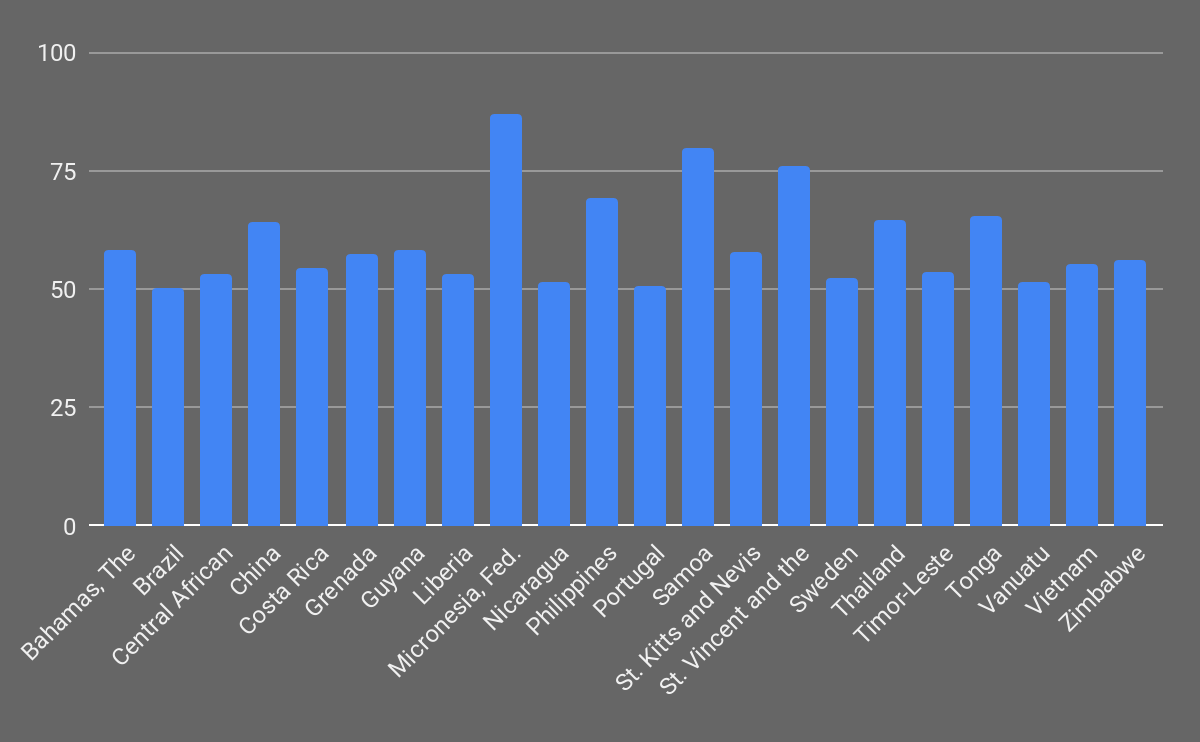 100
75
50
25
0
Bahamas, The
Brazil
Central African
China
Costa Rica
Grenada
Guyana
Liberia
Micronesia, Fed.
Nicaragua
Philippines
Portugal
Samoa
St. Kitts and Nevis
St. Vincent and the
Sweden
Thailand
Timor-Leste
Tonga
Vanuatu
Vietnam
Zimbabwe